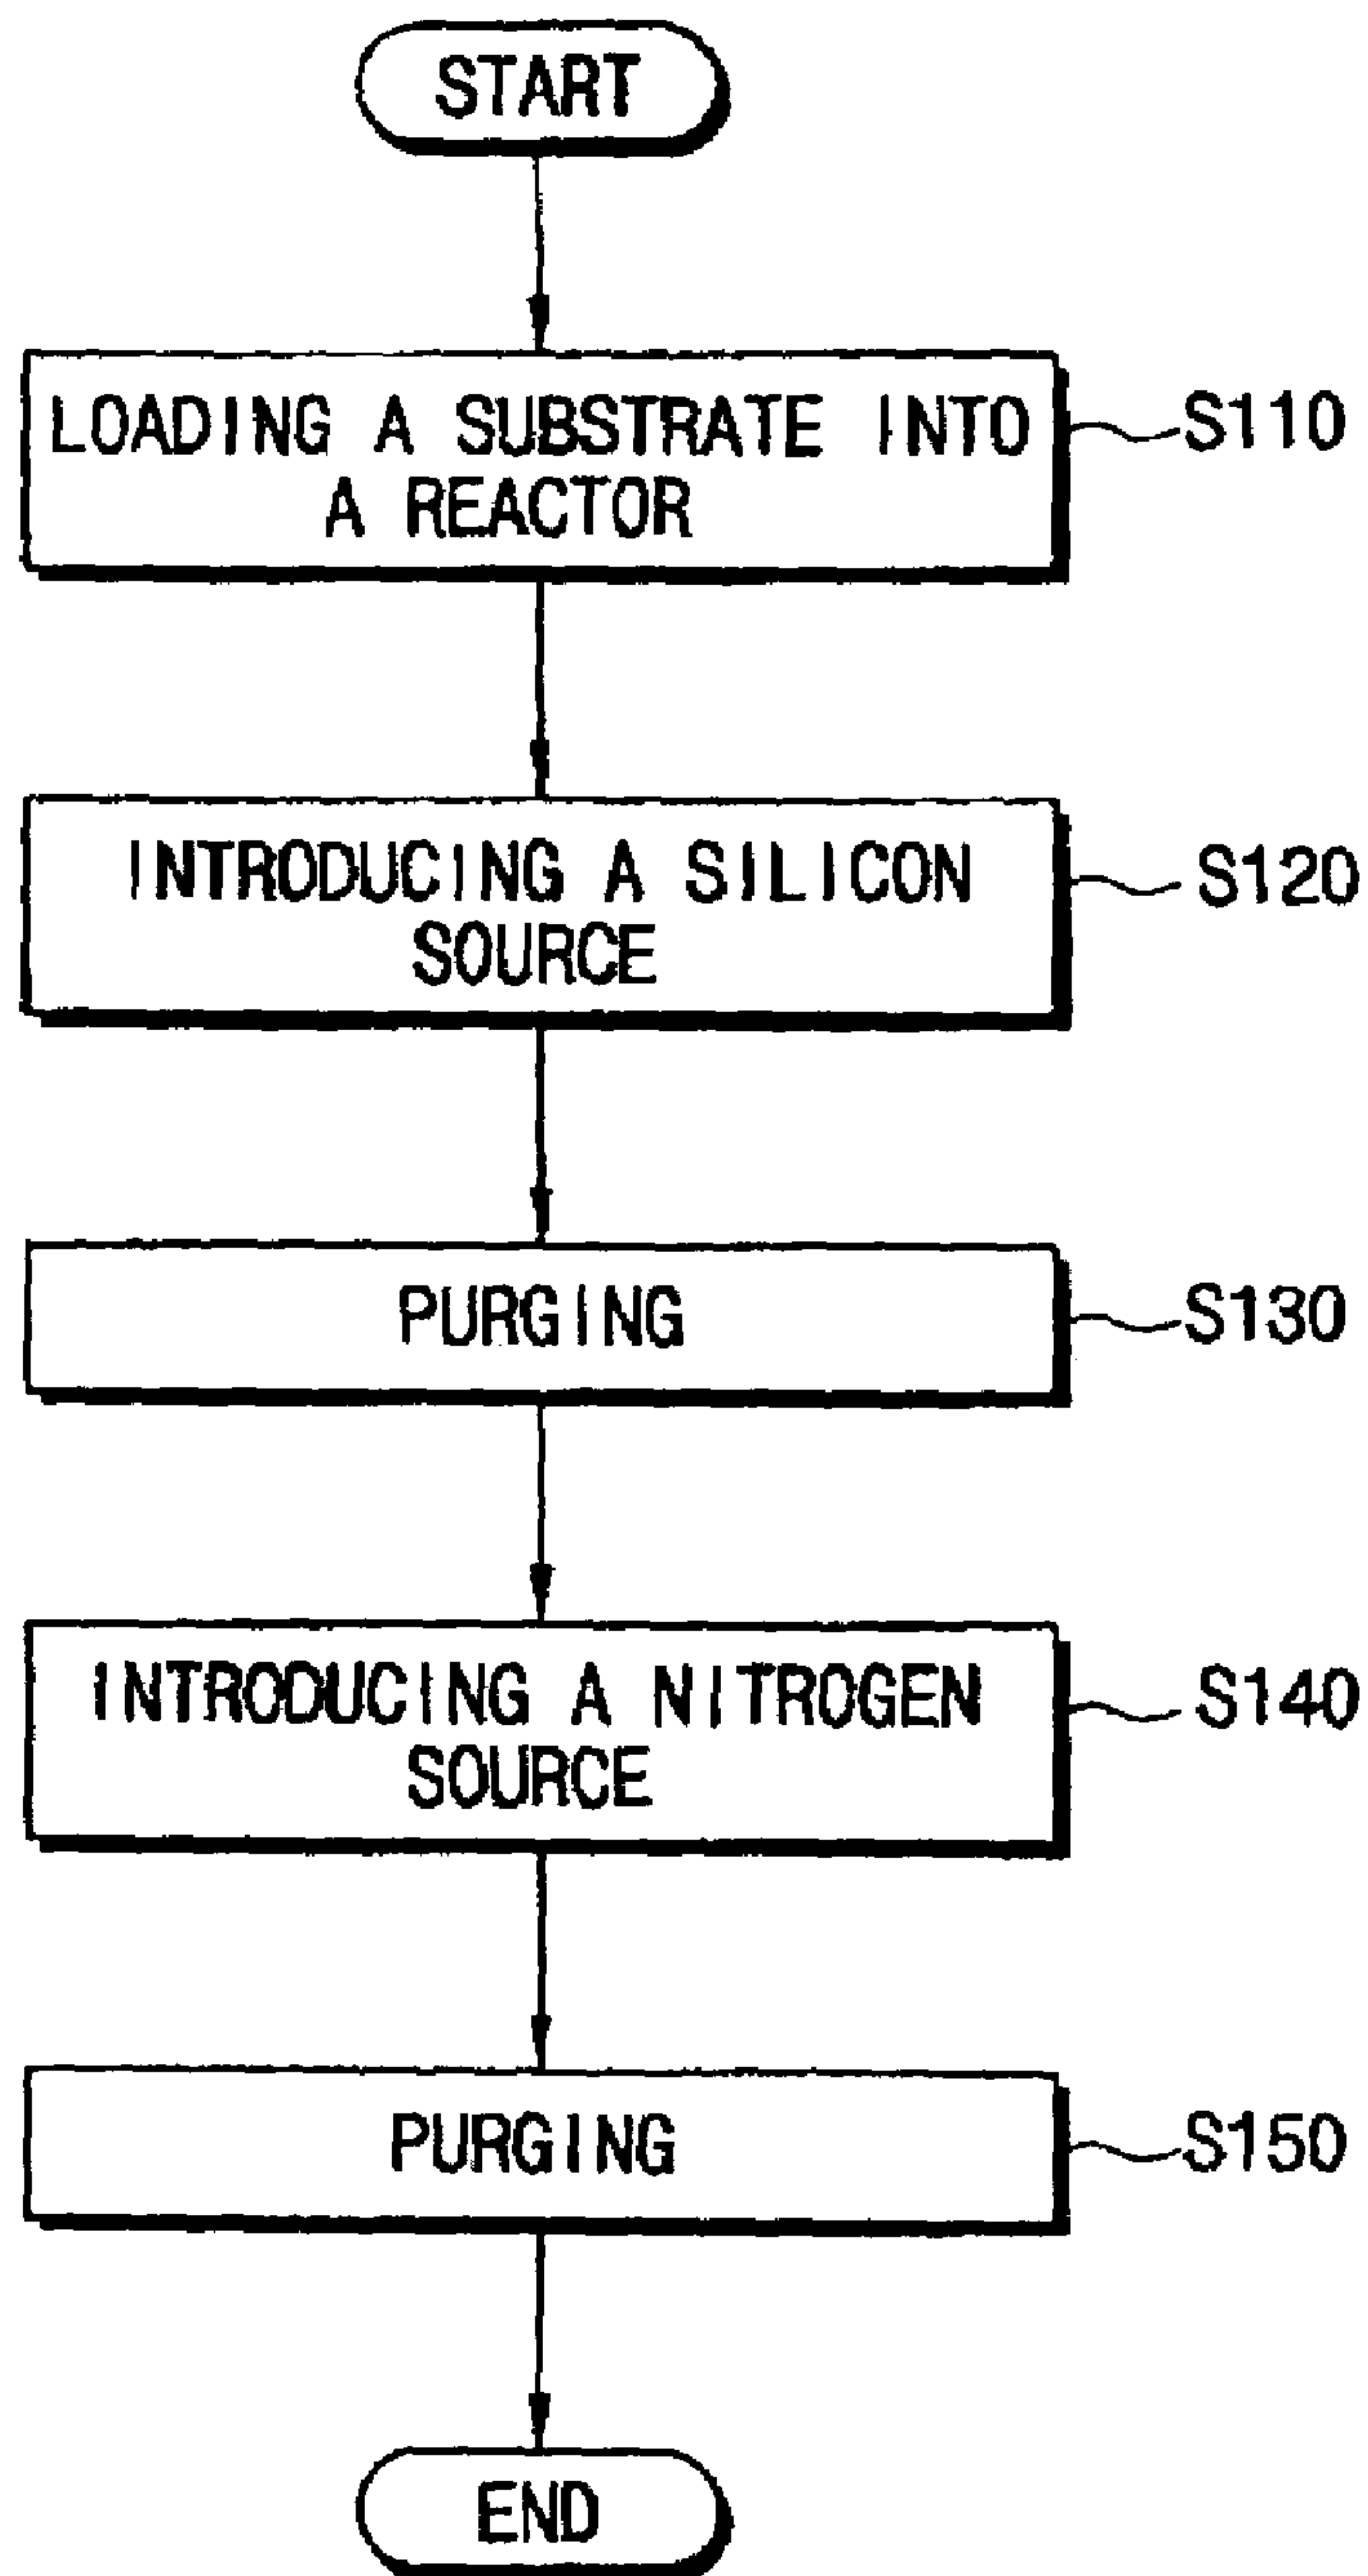 START
LOADING A SUBSTRATE INTO
A REACTOR
S110
INTRODUCING A SILICON
SOURCE
S120
PURGING
S130
INTRODUCING A NITROGEN
SOURCE
S140
PURGING
S150
END